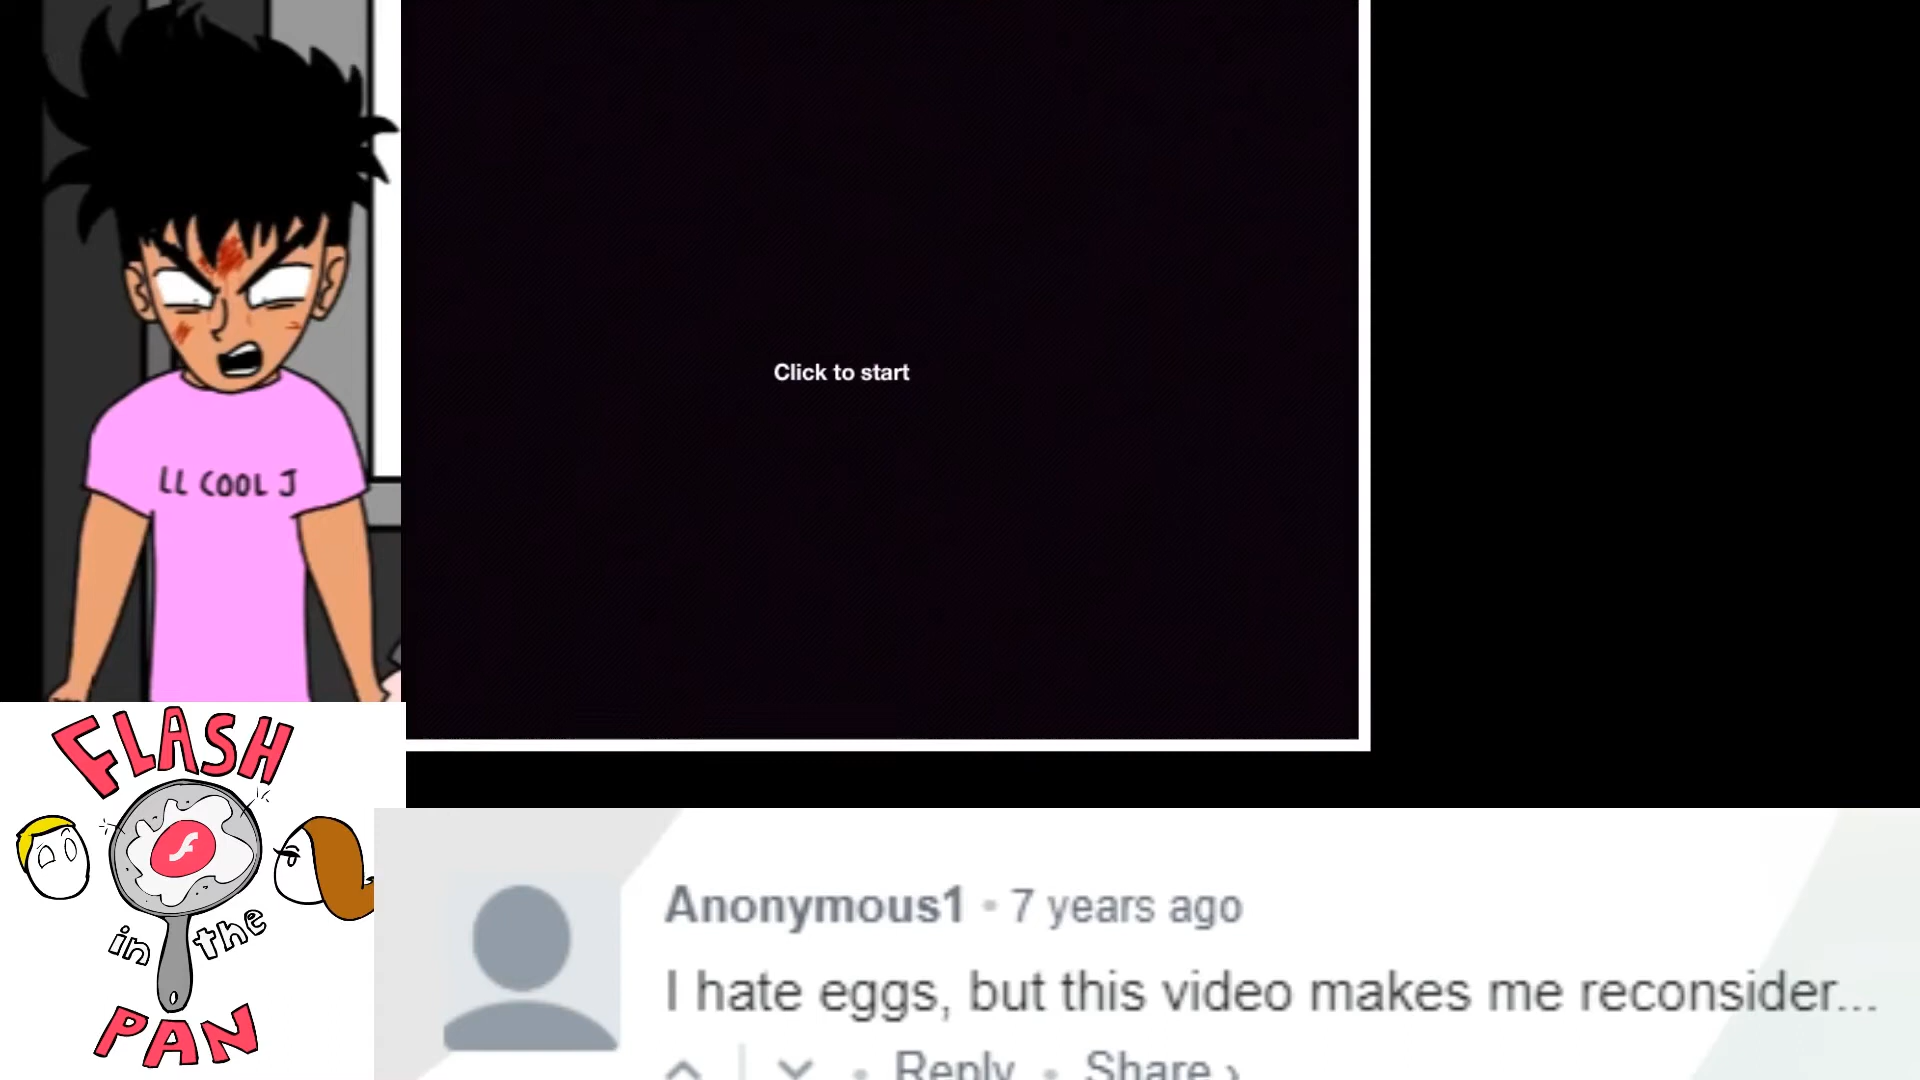 LL COOL J
Click to start
FLASH
in the
PAN
Anonymous1 • 7 years ago
I hate eggs, but this video makes me reconsider...
Reply • Share ›